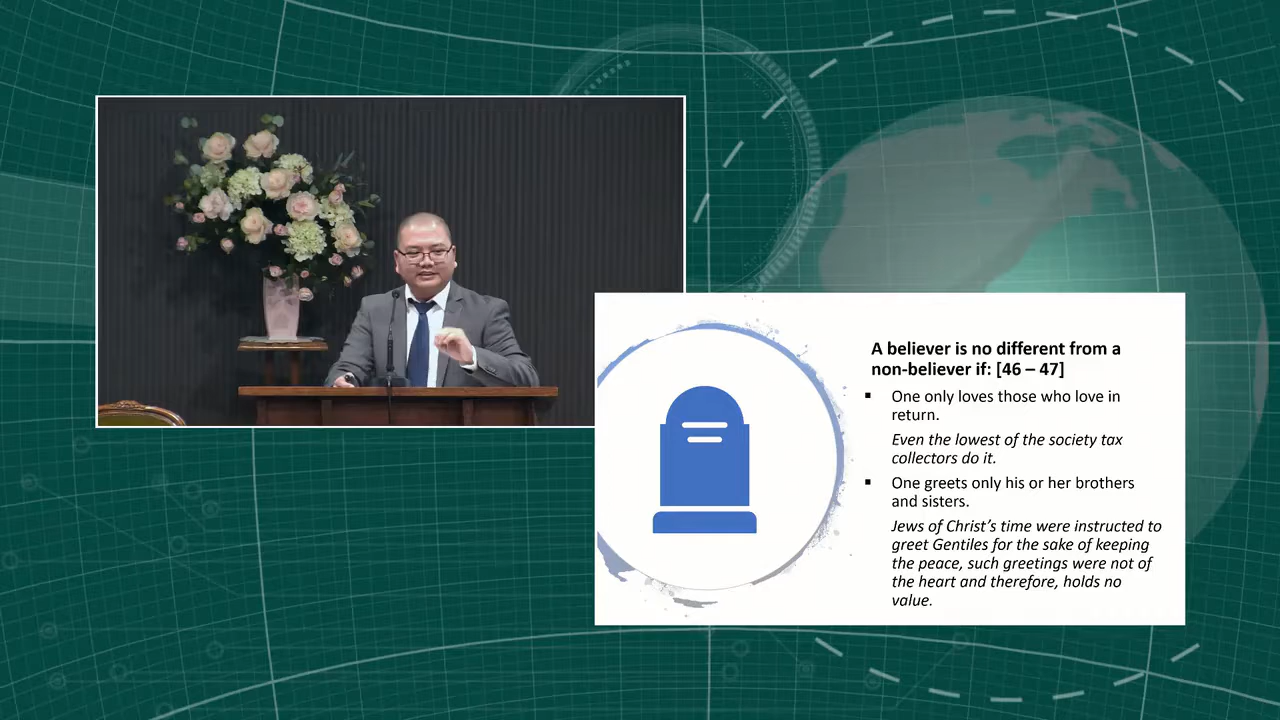 A believer is no different from a
non-believer if: [46 – 47]
▪ One only loves those who love in
return.
Even the lowest of the society tax
collectors do it.
▪ One greets only his or her brothers
and sisters.
Jews of Christ’s time were instructed to
greet Gentiles for the sake of keeping
the peace, such greetings were not of
the heart and therefore, holds no
value.